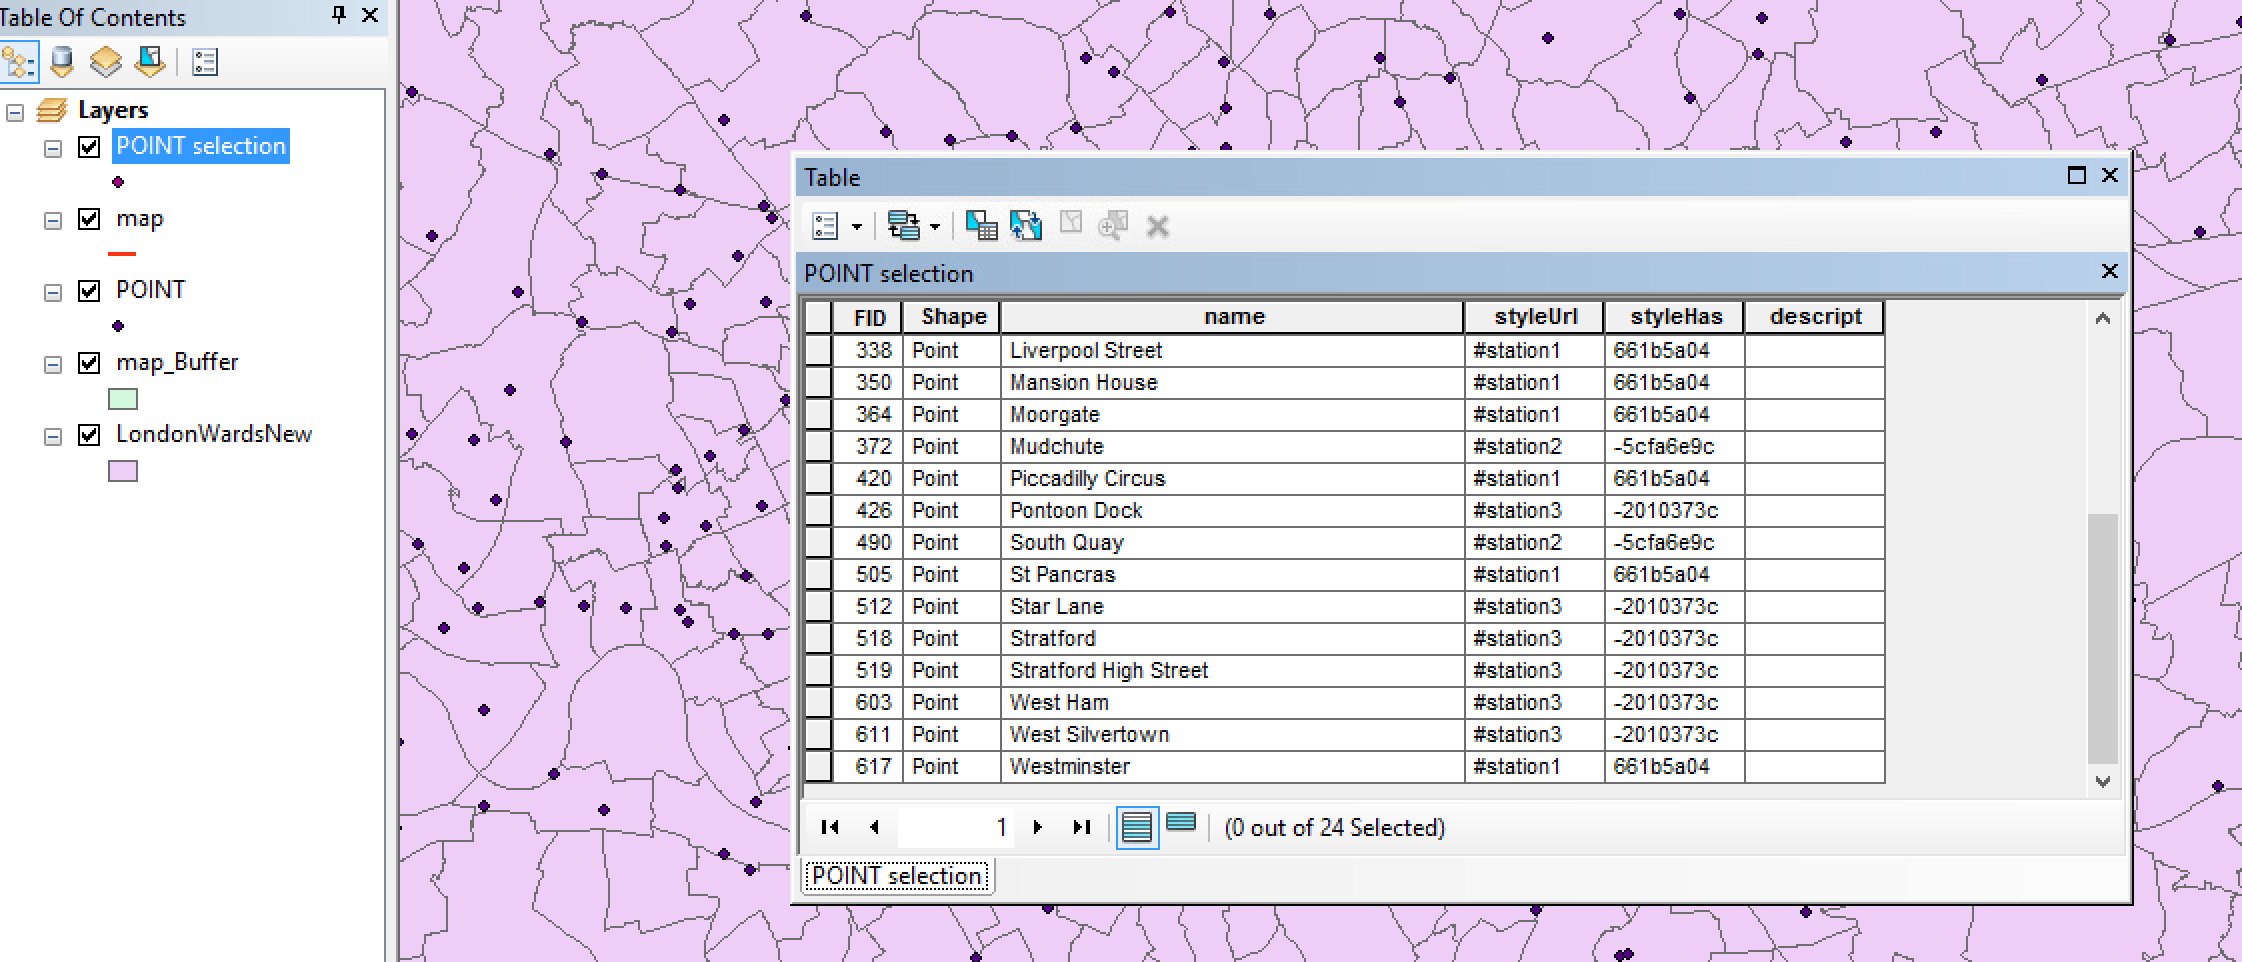 Table Of Contents
Layers
POINT selection
map
POINT
map_Buffer
LondonWardsNew
Table
POINT selection
FID Shape name styleUrl styleHas descript
338 Point Liverpool Street #station1 661b5a04
350 Point Mansion House #station1 661b5a04
364 Point Moorgate #station1 661b5a04
372 Point Mudchute #station2 -5cfa6e9c
420 Point Piccadilly Circus #station1 661b5a04
426 Point Pontoon Dock #station3 -2010373c
490 Point South Quay #station2 -5cfa6e9c
505 Point St Pancras #station1 661b5a04
512 Point Star Lane #station3 -2010373c
518 Point Stratford #station3 -2010373c
519 Point Stratford High Street #station3 -2010373c
603 Point West Ham #station3 -2010373c
611 Point West Silvertown #station3 -2010373c
617 Point Westminster #station1 661b5a04
1 (0 out of 24 Selected)
POINT selection